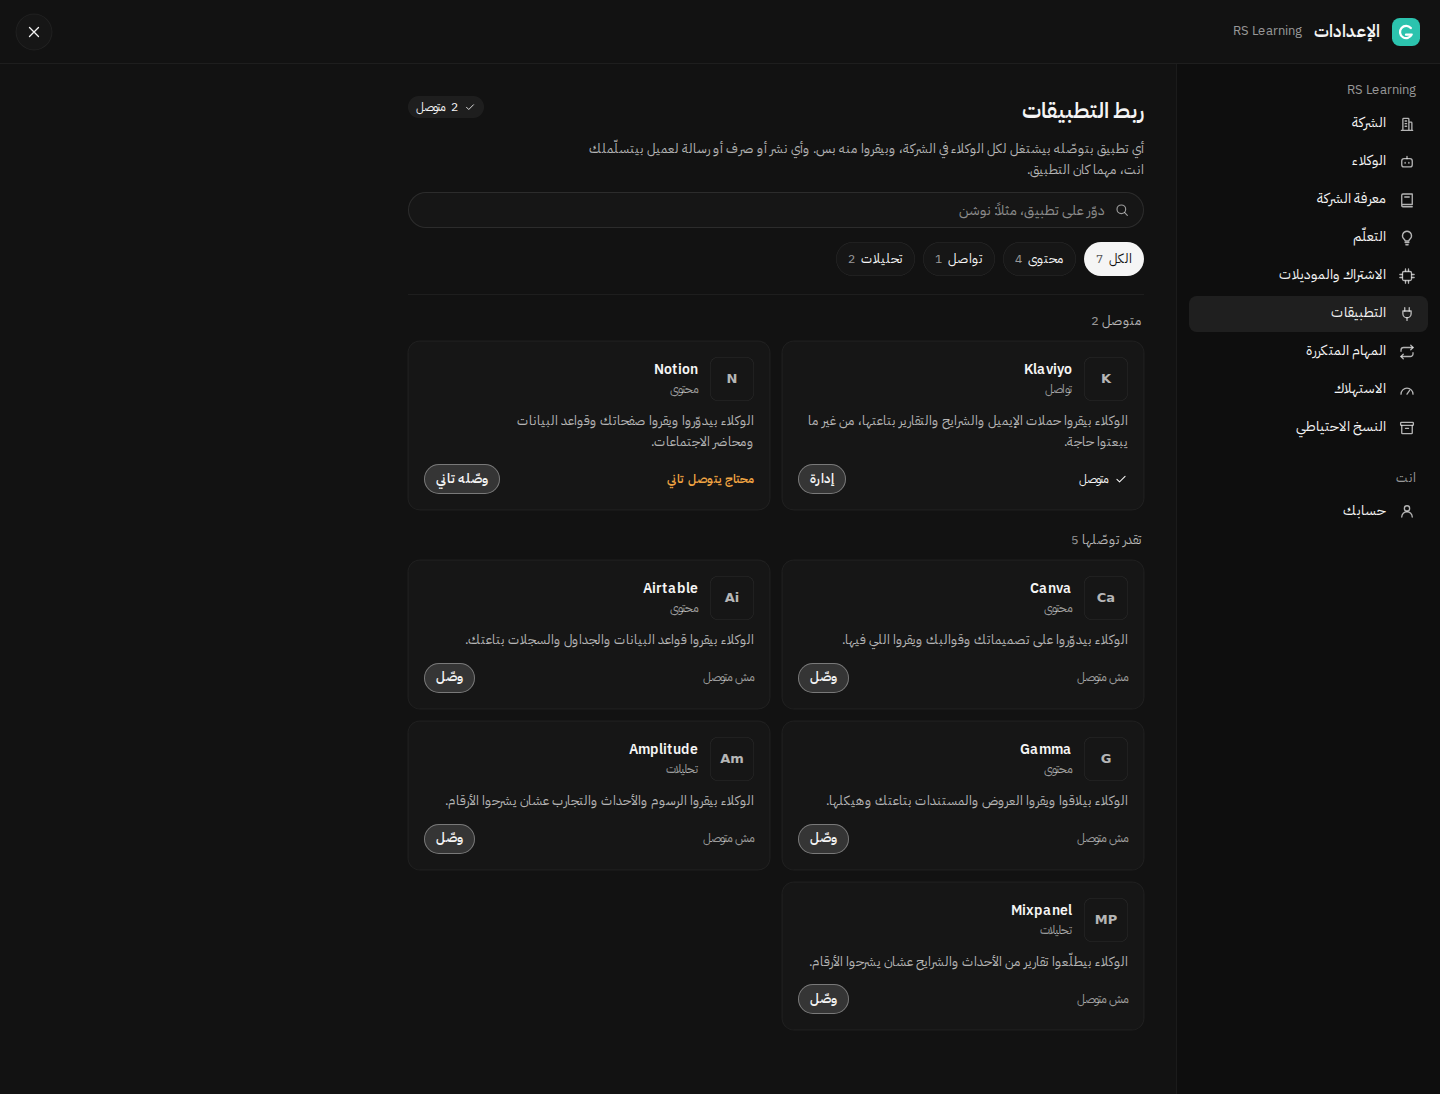 الإعدادات RS Learning
RS Learning
الشركة
الوكلاء
معرفة الشركة
التعلّم
الاشتراك والموديلات
التطبيقات
المهام المتكررة
الاستهلاك
النسخ الاحتياطي
انت
حسابك
ربط التطبيقات
2 متوصل
أي تطبيق بتوصّله بيشتغل لكل الوكلاء في الشركة، وبيقروا منه بس. وأي نشر أو صرف أو رسالة لعميل بيتسلّملك
انت، مهما كان التطبيق.
دوّر على تطبيق، مثلاً: نوشن
الكل 7
محتوى 4
تواصل 1
تحليلات 2
متوصل 2
K
Klaviyo
تواصل
الوكلاء بيقروا حملات الإيميل والشرايح والتقارير بتاعتها، من غير ما
يبعتوا حاجة.
متوصل
إدارة
N
Notion
محتوى
الوكلاء بيدوّروا ويقروا صفحاتك وقواعد البيانات
ومحاضر الاجتماعات.
محتاج يتوصل تاني
وصّله تاني
تقدر توصّلها 5
Ca
Canva
محتوى
الوكلاء بيدوّروا على تصميماتك وقوالبك ويقروا اللي فيها.
مش متوصل
وصّل
Ai
Airtable
محتوى
الوكلاء بيقروا قواعد البيانات والجداول والسجلات بتاعتك.
مش متوصل
وصّل
G
Gamma
محتوى
الوكلاء بيلاقوا ويقروا العروض والمستندات بتاعتك وهيكلها.
مش متوصل
وصّل
Am
Amplitude
تحليلات
الوكلاء بيقروا الرسوم والأحداث والتجارب عشان يشرحوا الأرقام.
مش متوصل
وصّل
MP
Mixpanel
تحليلات
الوكلاء بيطلّعوا تقارير من الأحداث والشرايح عشان يشرحوا الأرقام.
مش متوصل
وصّل